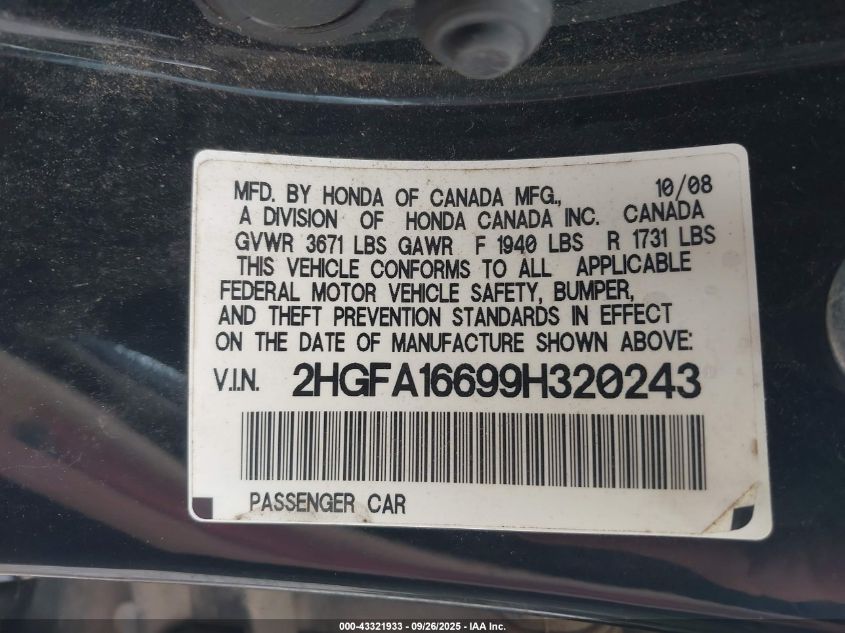 MFD. BY HONDA OF CANADA MFG., 10/08
A DIVISION OF HONDA CANADA INC. CANADA
GVWR 3671 LBS GAWR F 1940 LBS R 1731 LBS
THIS VEHICLE CONFORMS TO ALL APPLICABLE
FEDERAL MOTOR VEHICLE SAFETY, BUMPER,
AND THEFT PREVENTION STANDARDS IN EFFECT
ON THE DATE OF MANUFACTURE SHOWN ABOVE:
V.I.N. 2HGFA16699H320243
PASSENGER CAR
000-43321933 - 09/26/2025 - IAA Inc.